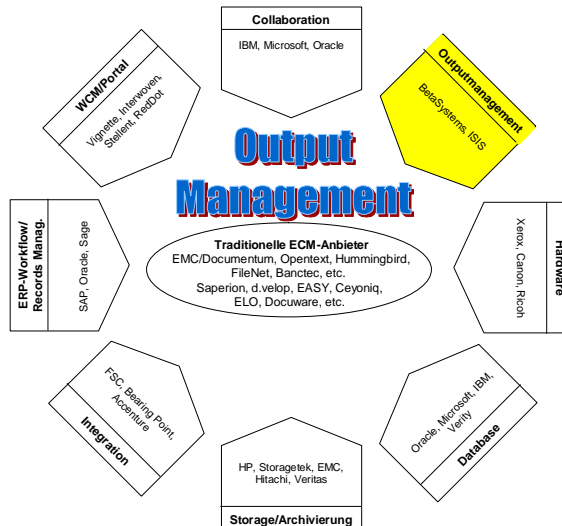 Collaboration
IBM, Microsoft, Oracle
WCM/Portal
Vignette, Interwoven,
Stellent, RedDot
Outputmanagement
BetaSystems, ISIS
Output
Management
Traditionelle ECM-Anbieter
EMC/Documentum, Opentext, Hummingbird,
FileNet, Banctec, etc.
Saperion, d.velop, EASY, Ceyoniq,
ELO, Docuware, etc.
ERP-Workflow/
Records Manag.
SAP, Oracle, Sage
Xerox, Canon, Ricoh
Hardware
FSC, Bearing Point,
Accenture
Integration
Oracle, Microsoft, IBM,
Verity
Database
HP, Storagetek, EMC,
Hitachi, Veritas
Storage/Archivierung